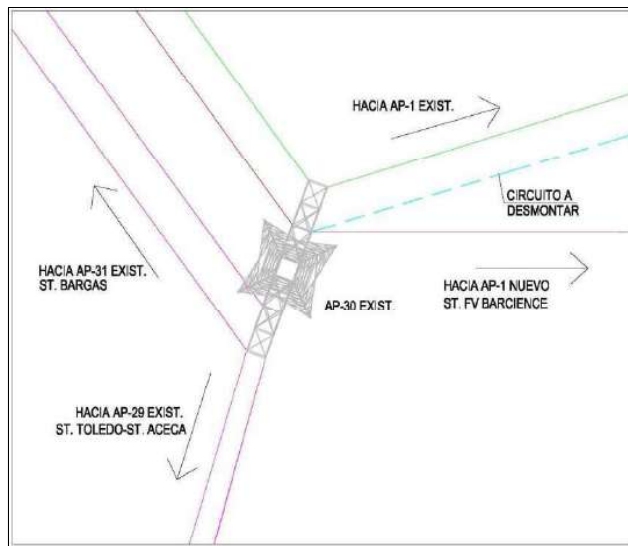 HACIA AP-1 EXIST.
CIRCUITO A
DESMONTAR
HACIA AP-31 EXIST.
ST. BARGAS
HACIA AP-1 NUEVO
ST. FV BARCIENCE
AP-30 EXIST.
HACIA AP-29 EXIST.
ST. TOLEDO-ST. ACECA